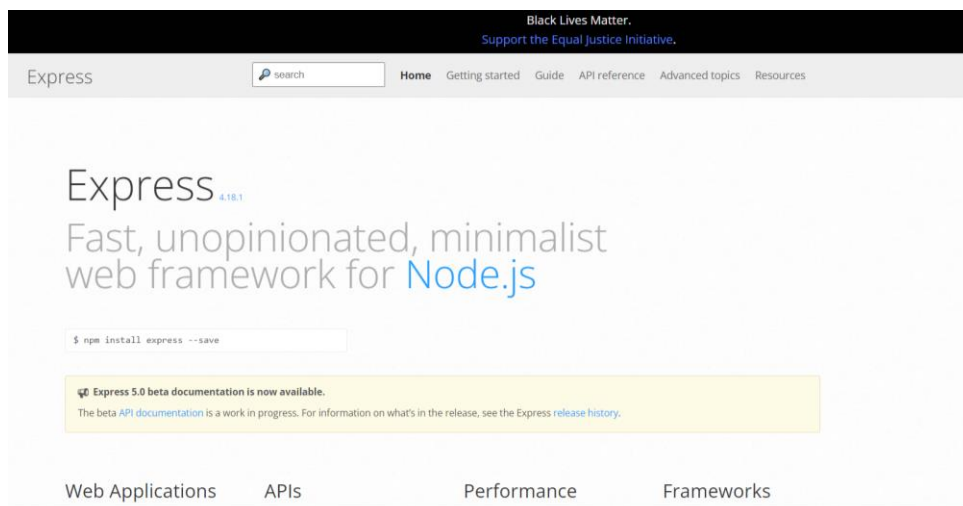 Black Lives Matter.
Support the Equal Justice Initiative.
Express
search
Home Getting started Guide API reference Advanced topics Resources
Express 4.18.1
Fast, unopinionated, minimalist
web framework for Node.js
$ npm install express --save
Express 5.0 beta documentation is now available.
The beta API documentation is a work in progress. For information on what's in the release, see the Express release history.
Web Applications APIs Performance Frameworks